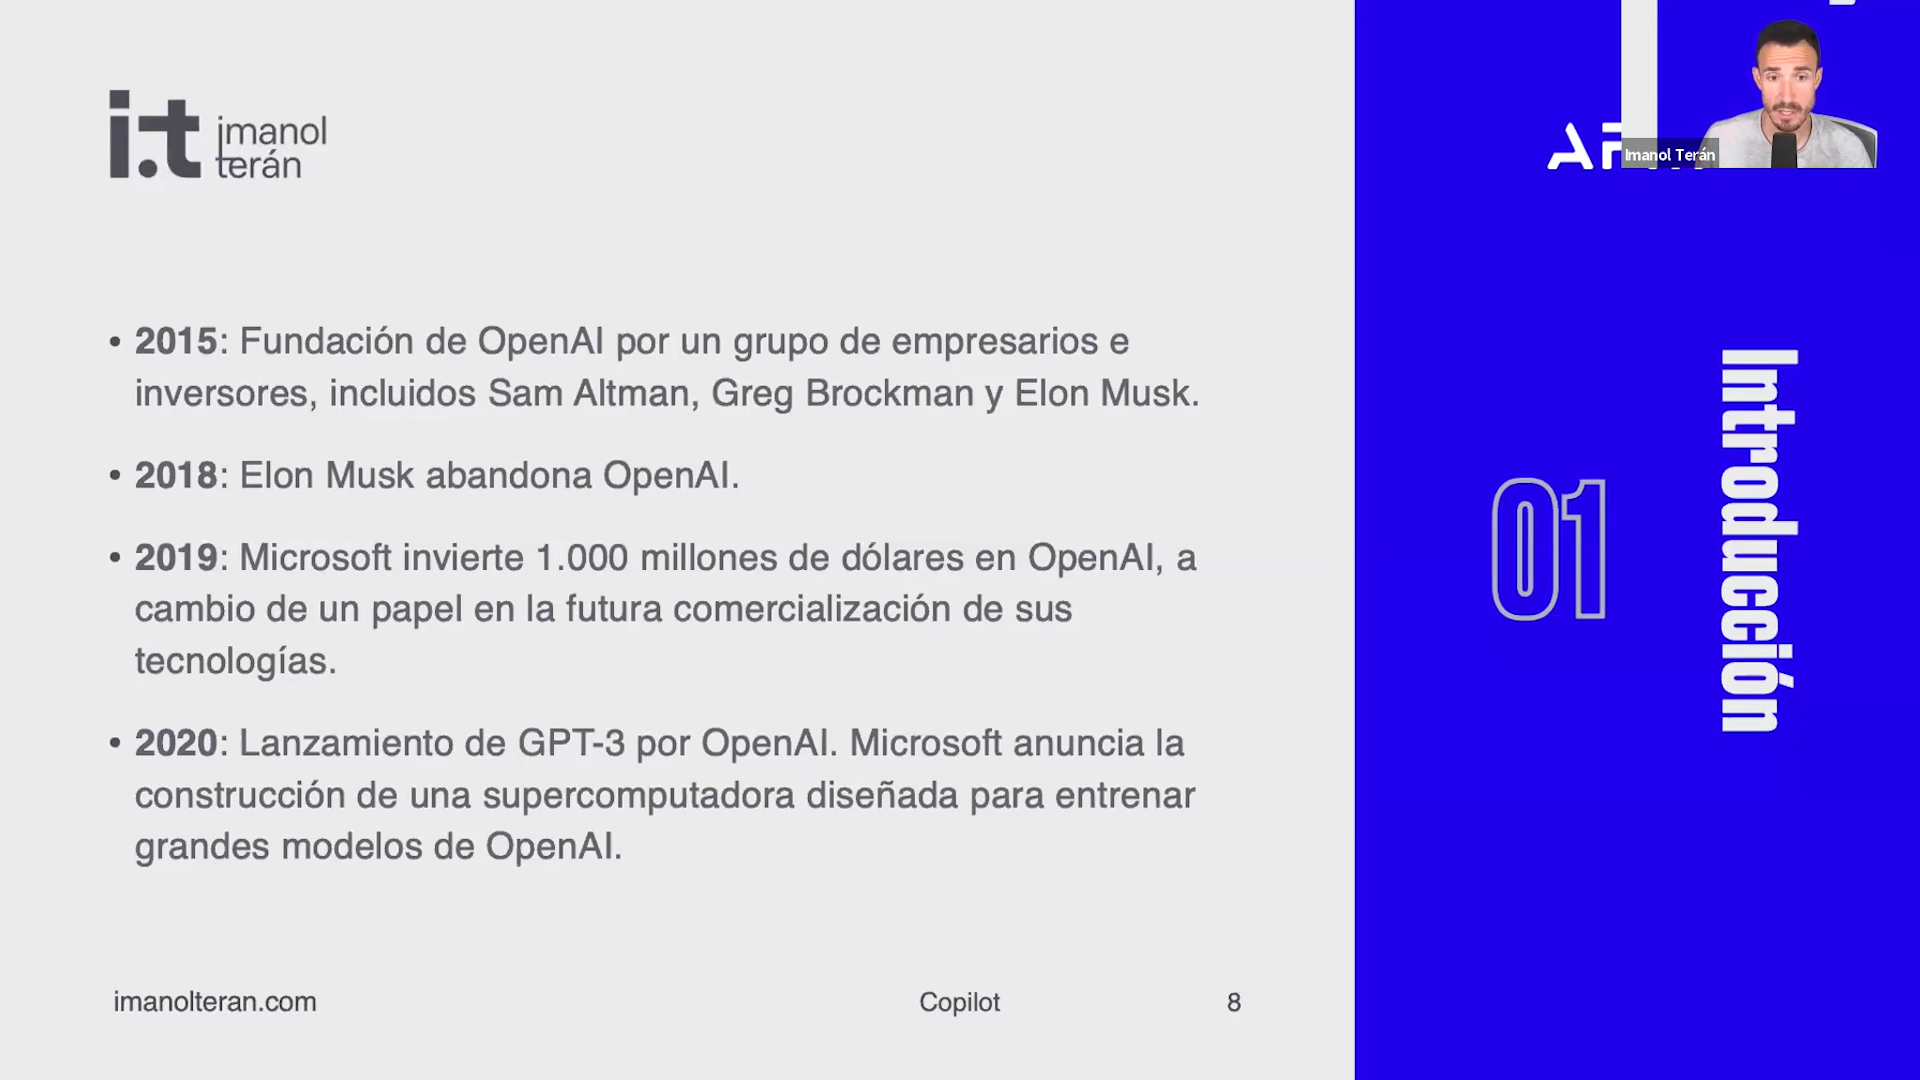 i.t imanol
terán
• 2015: Fundación de OpenAI por un grupo de empresarios e
inversores, incluidos Sam Altman, Greg Brockman y Elon Musk.
• 2018: Elon Musk abandona OpenAI.
• 2019: Microsoft invierte 1.000 millones de dólares en OpenAI, a
cambio de un papel en la futura comercialización de sus
tecnologías.
• 2020: Lanzamiento de GPT-3 por OpenAI. Microsoft anuncia la
construcción de una supercomputadora diseñada para entrenar
grandes modelos de OpenAI.
imanolteran.com
Copilot
8
Imanol Terán
01
Introducción